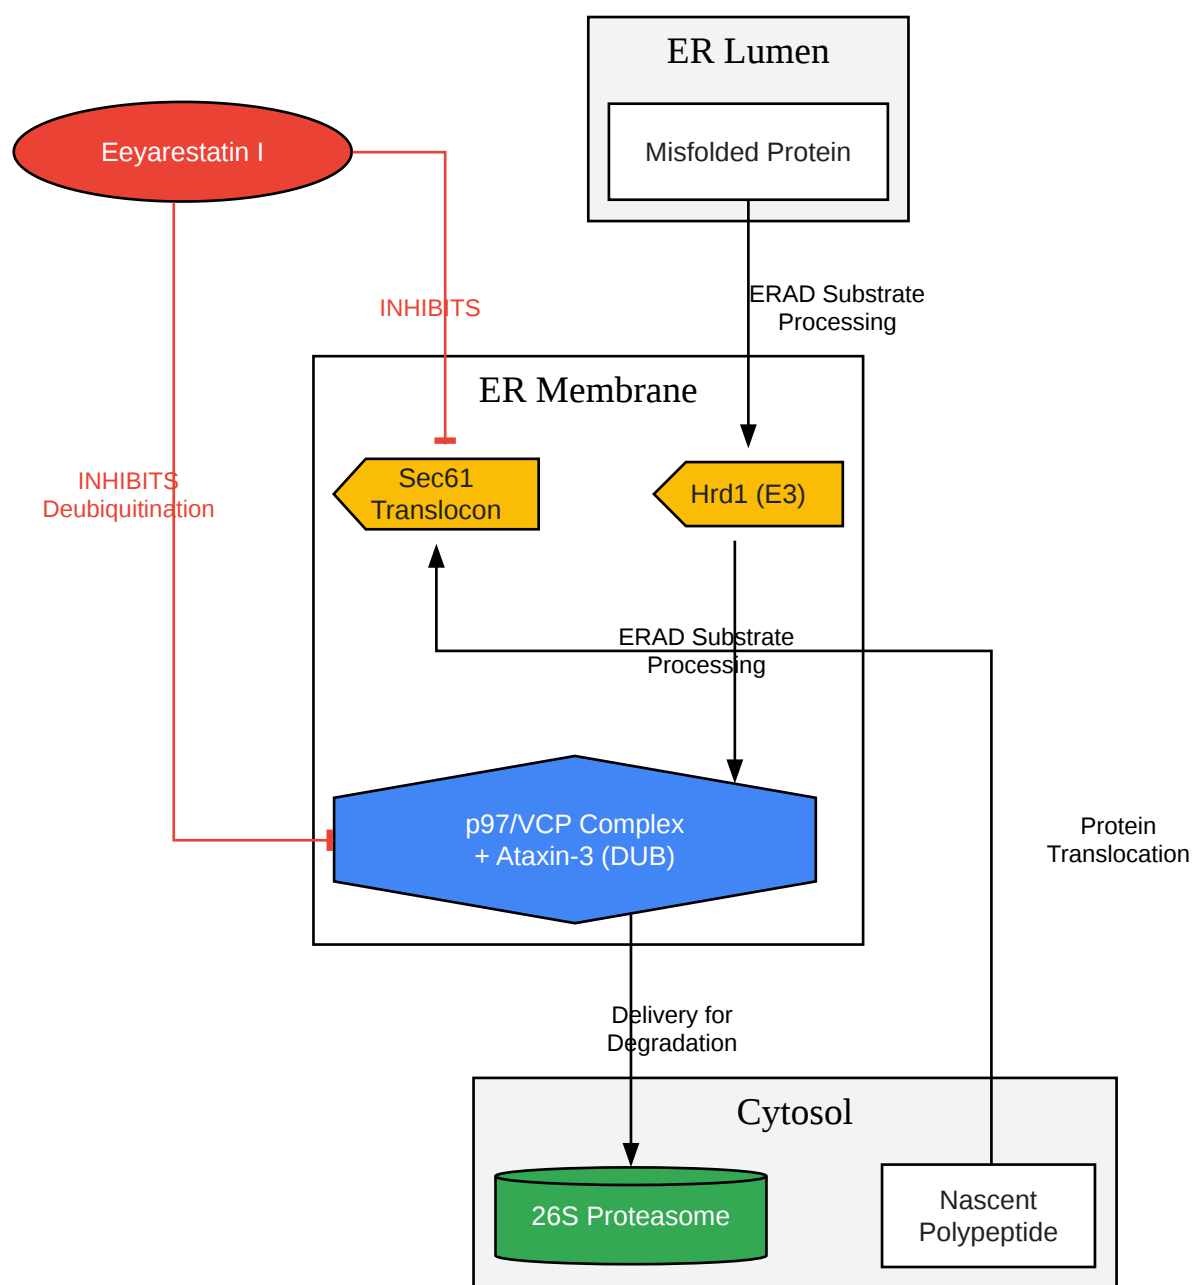 ER Lumen
Eeyarestatin I
Misfolded Protein
INHIBITS
ERAD Substrate
Processing
ER Membrane
INHIBITS
Deubiquitination
Sec61
Translocon
Hrd1 (E3)
ERAD Substrate
Processing
p97/VCP Complex
+ Ataxin-3 (DUB)
Protein
Translocation
Delivery for
Degradation
Cytosol
26S Proteasome
Nascent
Polypeptide